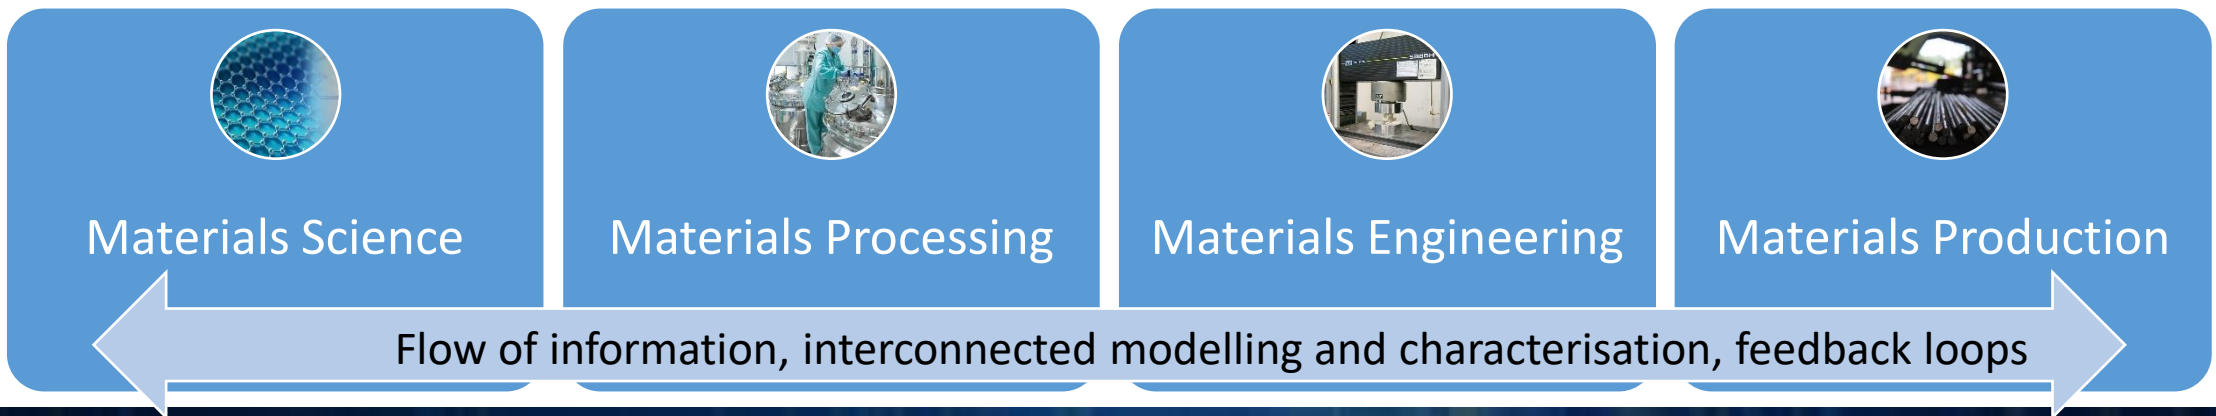 Materials Science
Materials Processing
Materials Engineering
Materials Production
Flow of information, interconnected modelling and characterisation, feedback loops